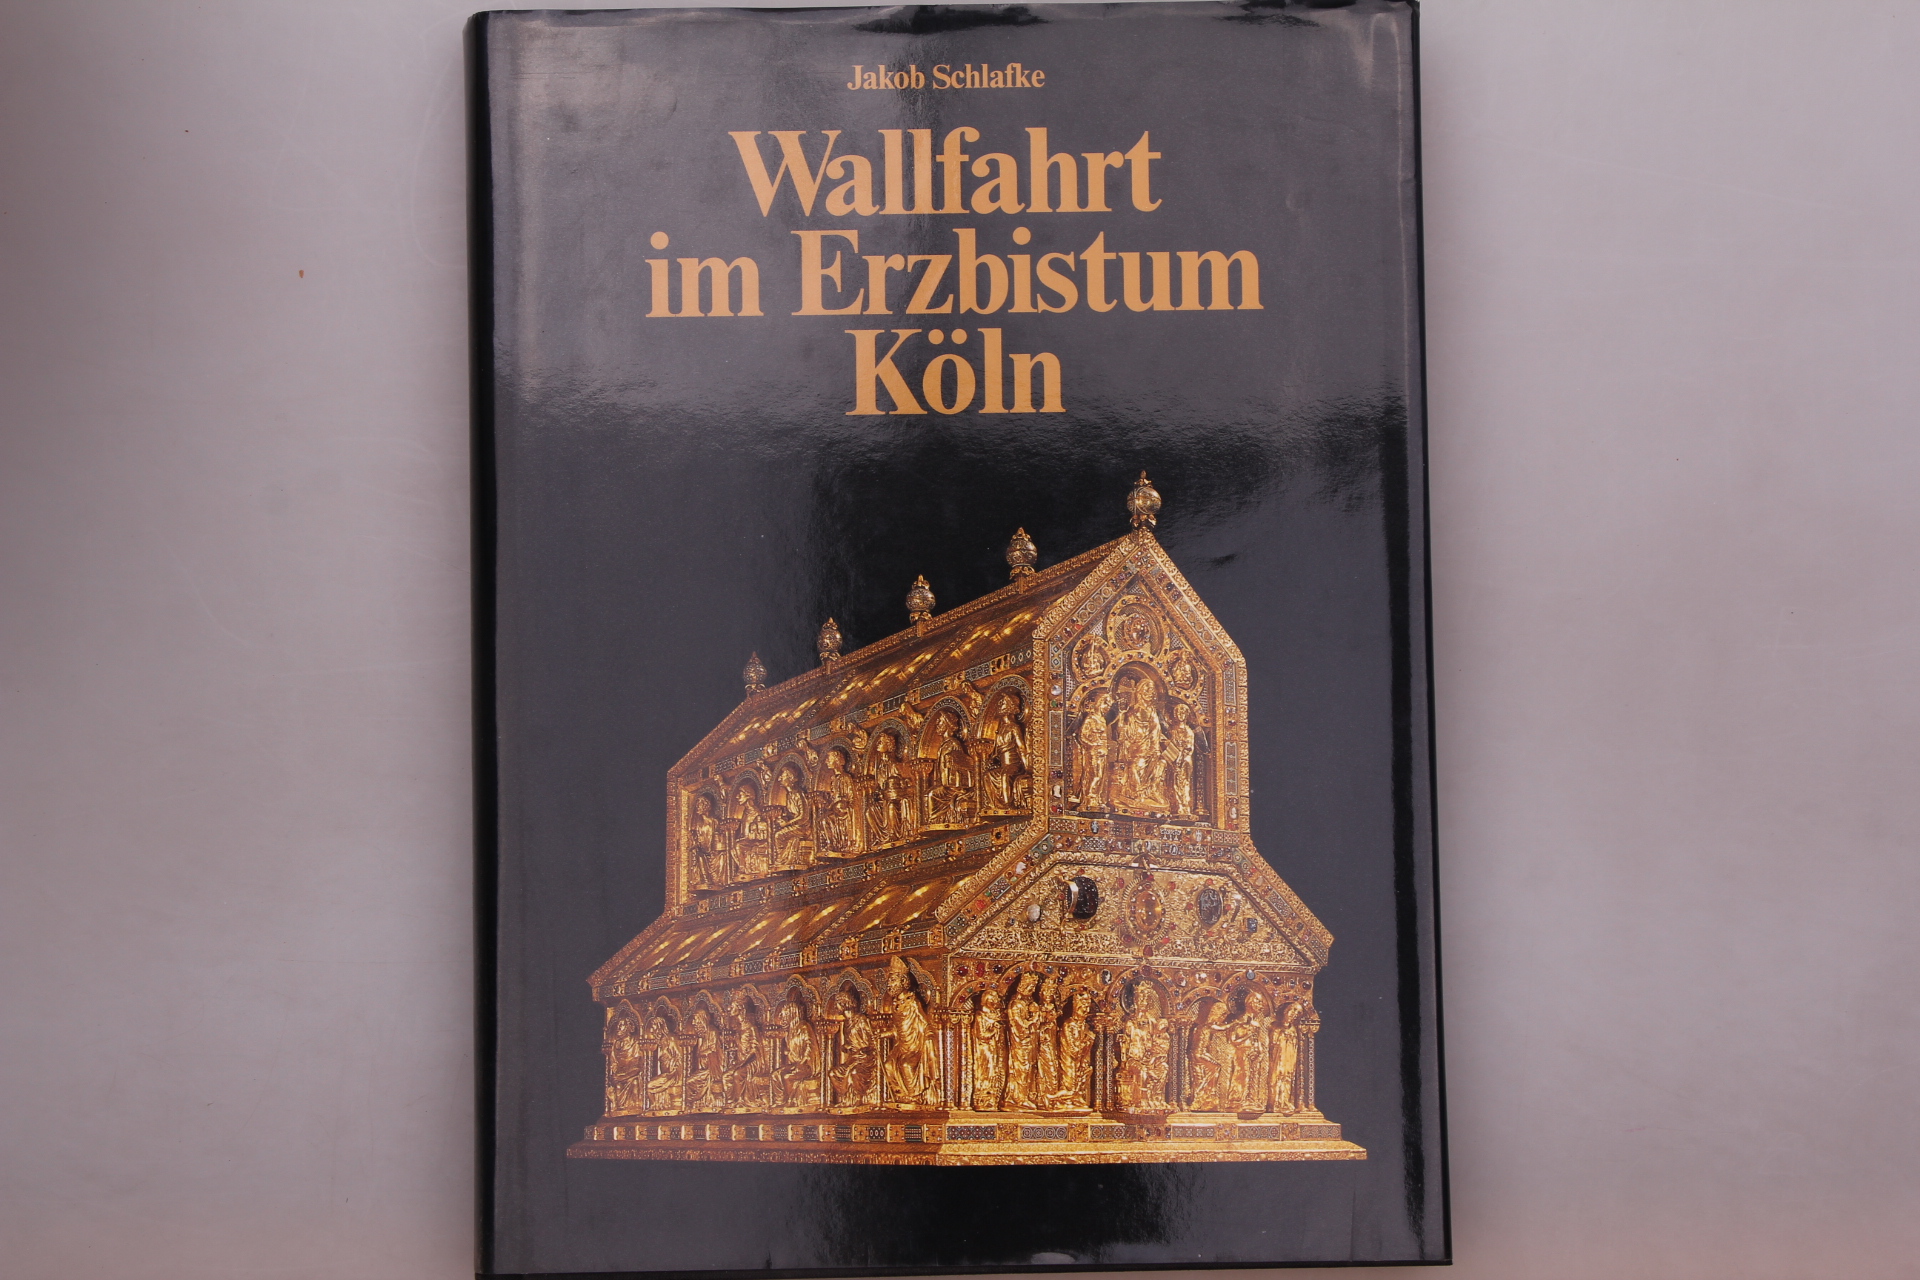 Jakob Schlafke
Wallfahrt
im Erzbistum
Köln